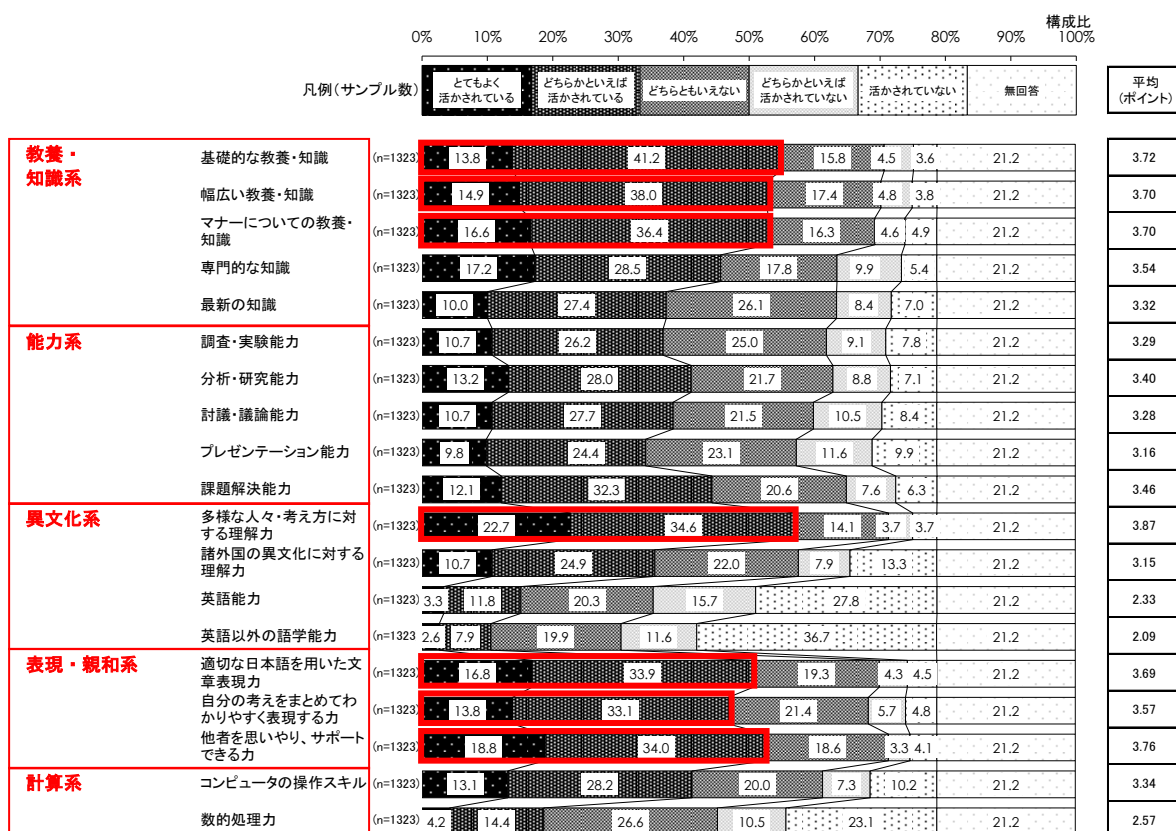 構成比
0% 10% 20% 30% 40% 50% 60% 70% 80% 90% 100%
凡例(サンプル数)
とてもよく
活かされている
どちらかといえば
活かされている
どちらともいえない
どちらかといえば
活かされていない
活かされていない
無回答
平均
(ポイント)
教養・
知識系
基礎的な教養・知識 (n=1323) 13.8 41.2 15.8 4.5 3.6 21.2 3.72
幅広い教養・知識 (n=1323) 14.9 38.0 17.4 4.8 3.8 21.2 3.70
マナーについての教養・
知識 (n=1323) 16.6 36.4 16.3 4.6 4.9 21.2 3.70
専門的な知識 (n=1323) 17.2 28.5 17.8 9.9 5.4 21.2 3.54
最新の知識 (n=1323) 10.0 27.4 26.1 8.4 7.0 21.2 3.32
能力系
調査・実験能力 (n=1323) 10.7 26.2 25.0 9.1 7.8 21.2 3.29
分析・研究能力 (n=1323) 13.2 28.0 21.7 8.8 7.1 21.2 3.40
討議・議論能力 (n=1323) 10.7 27.7 21.5 10.5 8.4 21.2 3.28
プレゼンテーション能力 (n=1323) 9.8 24.4 23.1 11.6 9.9 21.2 3.16
課題解決能力 (n=1323) 12.1 32.3 20.6 7.6 6.3 21.2 3.46
異文化系
多様な人々・考え方に対
する理解力 (n=1323) 22.7 34.6 14.1 3.7 3.7 21.2 3.87
諸外国の異文化に対する
理解力 (n=1323) 10.7 24.9 22.0 7.9 13.3 21.2 3.15
英語能力 (n=1323) 3.3 11.8 20.3 15.7 27.8 21.2 2.33
英語以外の語学能力 (n=1323 2.6 7.9 19.9 11.6 36.7 21.2 2.09
表現・親和系
適切な日本語を用いた文
章表現力 (n=1323) 16.8 33.9 19.3 4.3 4.5 21.2 3.69
自分の考えをまとめてわ
かりやすく表現する力 (n=1323) 13.8 33.1 21.4 5.7 4.8 21.2 3.57
他者を思いやり、サポート
できる力 (n=1323) 18.8 34.0 18.6 3.3 4.1 21.2 3.76
計算系
コンピュータの操作スキル (n=1323) 13.1 28.2 20.0 7.3 10.2 21.2 3.34
数的処理力 (n=1323) 4.2 14.4 26.6 10.5 23.1 21.2 2.57